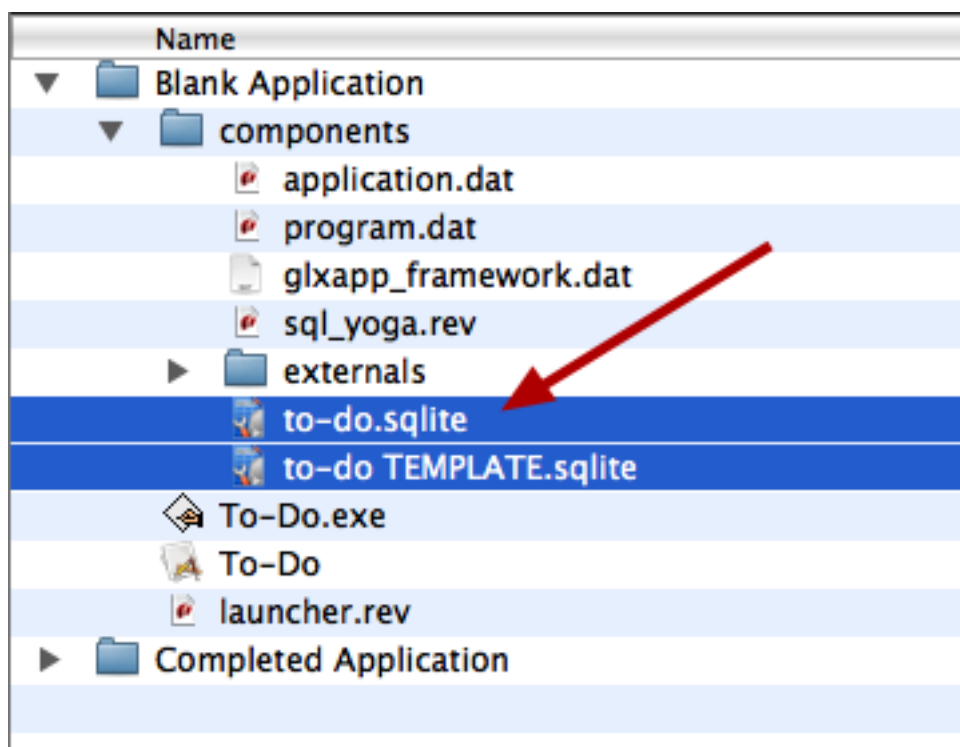 Name
Blank Application
components
application.dat
program.dat
glxapp_framework.dat
sql_yoga.rev
externals
to-do.sqlite
to-do TEMPLATE.sqlite
To-Do.exe
To-Do
launcher.rev
Completed Application